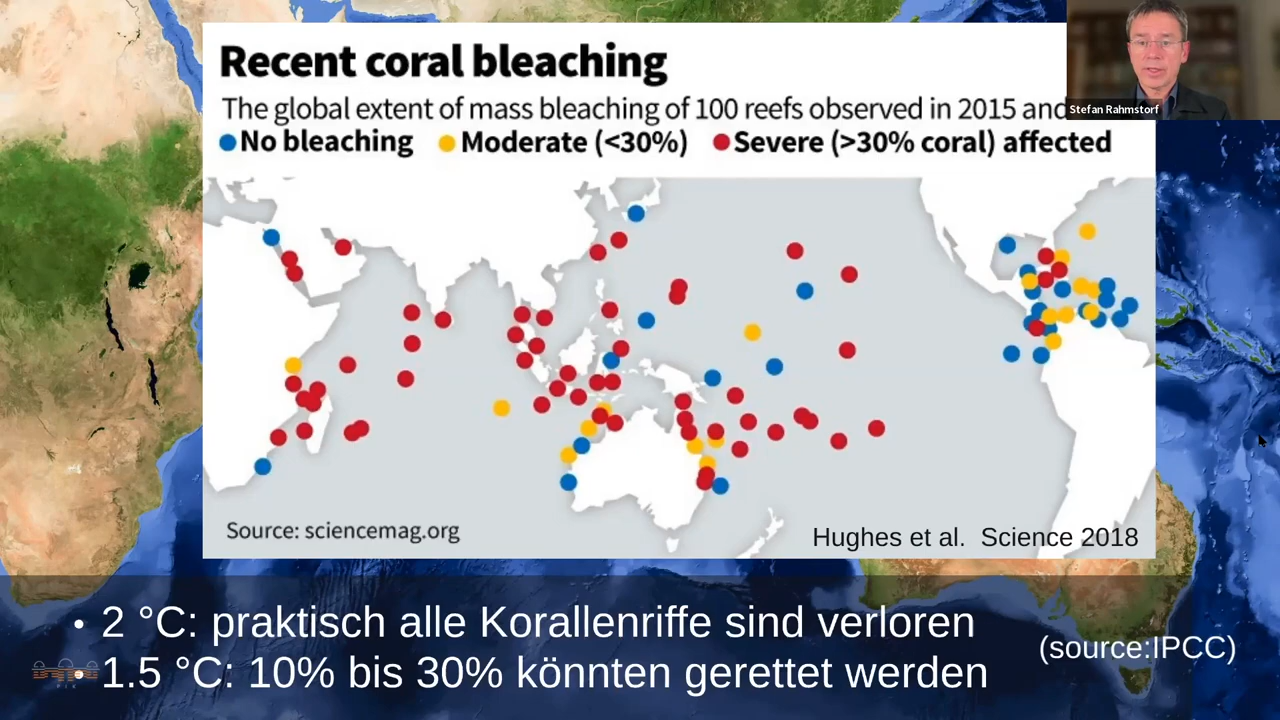 Recent coral bleaching
The global extent of mass bleaching of 100 reefs observed in 2015 and
Stefan Rahmstorf
No bleaching Moderate (<30%) Severe (>30% coral) affected
Source: sciencemag.org
Hughes et al. Science 2018
• 2 °C: praktisch alle Korallenriffe sind verloren
(source:IPCC)
1.5 °C: 10% bis 30% könnten gerettet werden
PIK